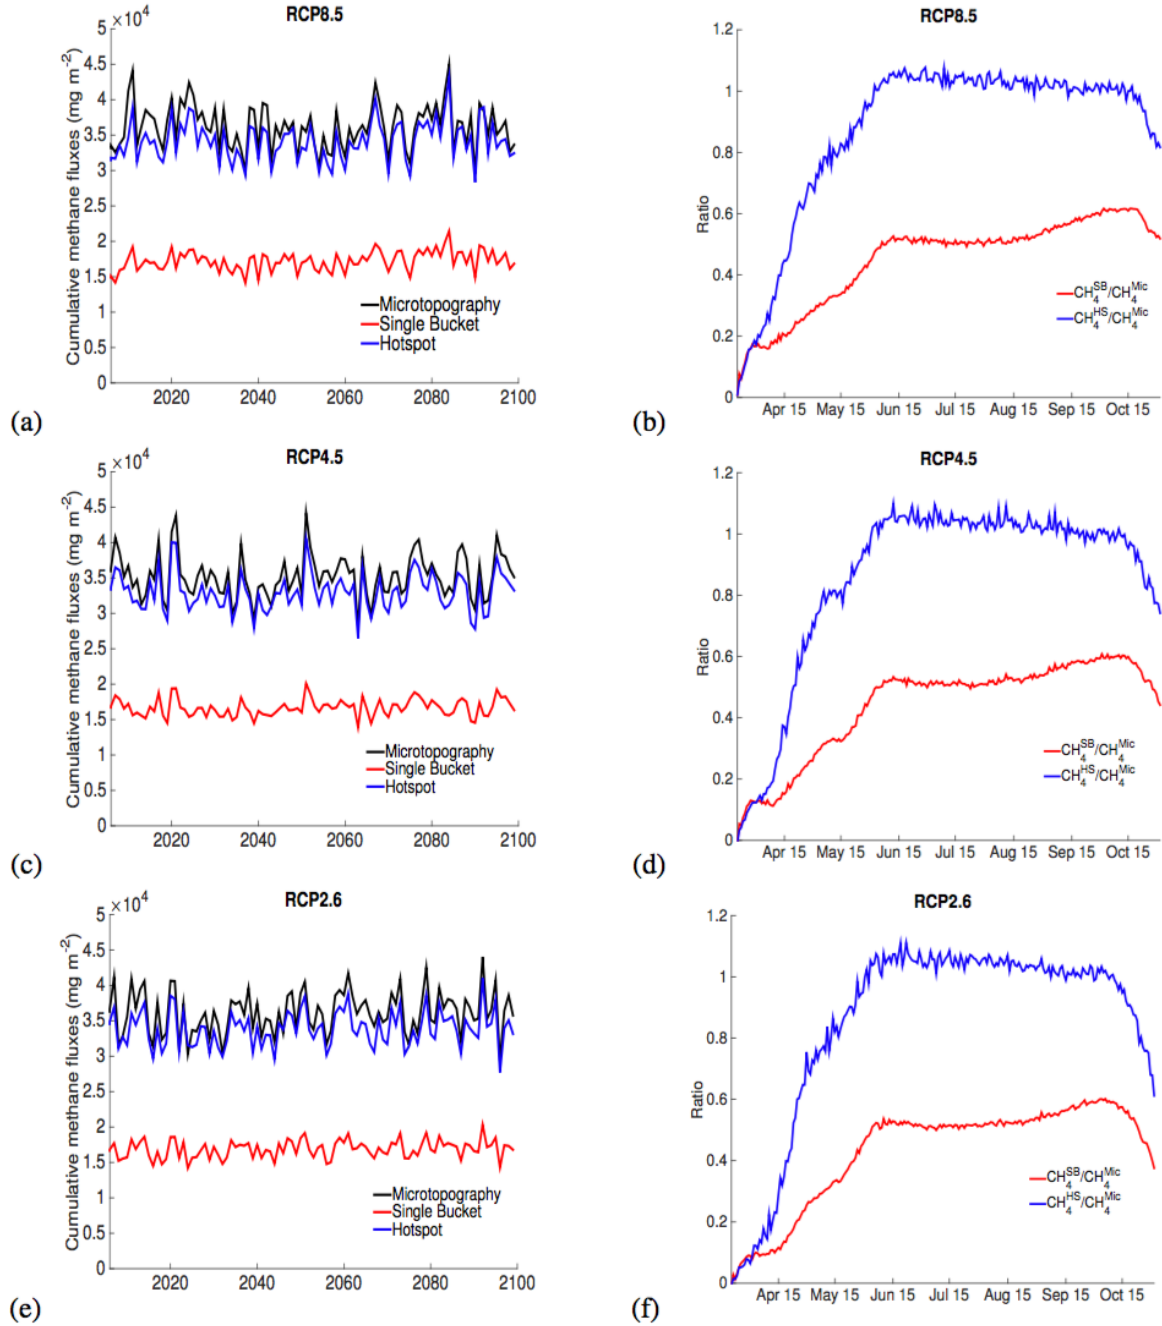 RCP8.5
×10⁴
Cumulative methane fluxes (mg m⁻²)
5
4.5
4
3.5
3
2.5
2
1.5
1
0.5
0
Microtopography
Single Bucket
Hotspot
2020 2040 2060 2080 2100
(a)
RCP8.5
Ratio
1.2
1
0.8
0.6
0.4
0.2
0
CH₄^SB/CH₄^Mic
CH₄^HS/CH₄^Mic
Apr 15 May 15 Jun 15 Jul 15 Aug 15 Sep 15 Oct 15
(b)
RCP4.5
×10⁴
Cumulative methane fluxes (mg m⁻²)
5
4.5
4
3.5
3
2.5
2
1.5
1
0.5
0
Microtopography
Single Bucket
Hotspot
2020 2040 2060 2080 2100
(c)
RCP4.5
Ratio
1.2
1
0.8
0.6
0.4
0.2
0
CH₄^SB/CH₄^Mic
CH₄^HS/CH₄^Mic
Apr 15 May 15 Jun 15 Jul 15 Aug 15 Sep 15 Oct 15
(d)
RCP2.6
×10⁴
Cumulative methane fluxes (mg m⁻²)
5
4.5
4
3.5
3
2.5
2
1.5
1
0.5
0
Microtopography
Single Bucket
Hotspot
2020 2040 2060 2080 2100
(e)
RCP2.6
Ratio
1.2
1
0.8
0.6
0.4
0.2
0
CH₄^SB/CH₄^Mic
CH₄^HS/CH₄^Mic
Apr 15 May 15 Jun 15 Jul 15 Aug 15 Sep 15 Oct 15
(f)